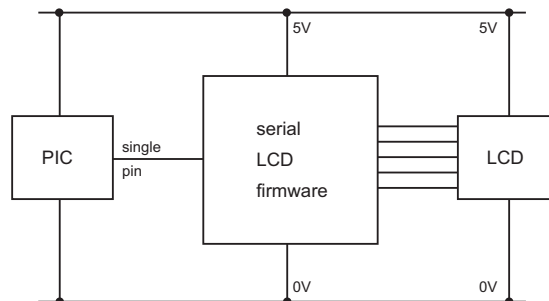 5V
5V
PIC
single
pin
serial
LCD
firmware
LCD
0V
0V